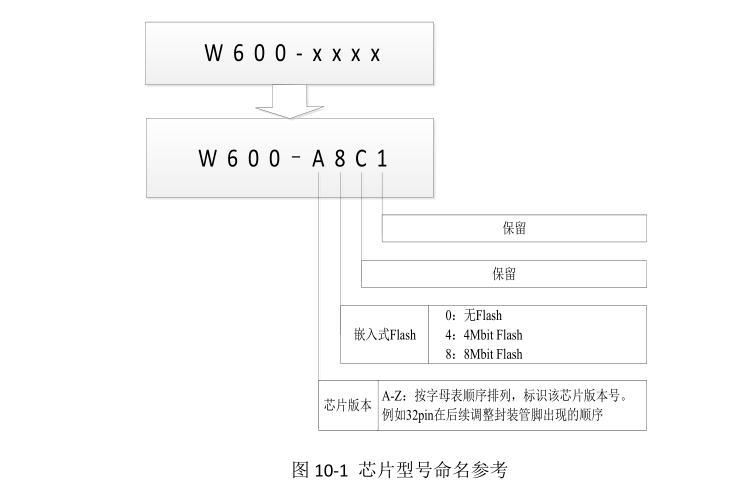 W600-xxxx
W600-A8C1
保留
保留
嵌入式Flash
0：无Flash
4：4Mbit Flash
8：8Mbit Flash
芯片版本
A-Z：按字母表顺序排列，标识该芯片版本号。
例如32pin在后续调整封装管脚出现的顺序
图 10-1 芯片型号命名参考